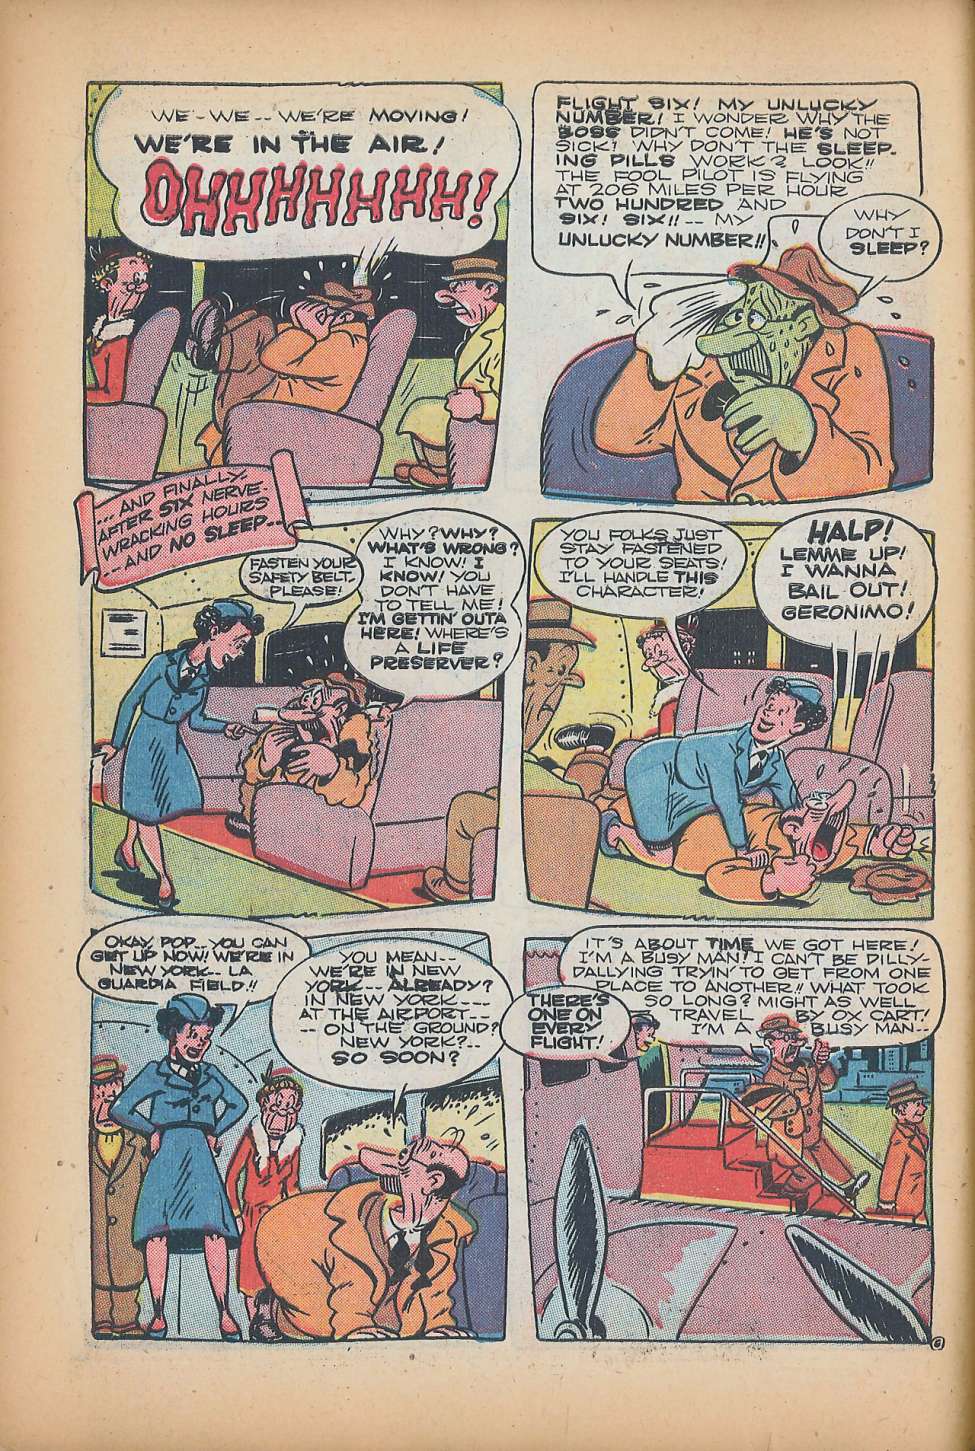 WE-WE--WE'RE MOVING!
WE'RE IN THE AIR!
OHHHHHHHH!
FLIGHT SIX! MY UNLUCKY
NUMBER! I WONDER WHY THE
BOSS DIDN'T COME! HE'S NOT
SICK! WHY DON'T THE SLEEP-
ING PILLS WORK? LOOK!!
THE FOOL PILOT IS FLYING
AT 206 MILES PER HOUR
TWO HUNDRED AND
SIX! SIX!!-- MY
UNLUCKY NUMBER!!
WHY
DON'T I
SLEEP?
...AND FINALLY-
AFTER SIX NERVE-
WRACKING HOURS
--AND NO SLEEP--
FASTEN YOUR
SAFETY BELT,
PLEASE!
WHY? WHY?
WHAT'S WRONG?
I KNOW! I
KNOW! YOU
DON'T HAVE
TO TELL ME!
I'M GETTIN' OUTA
HERE! WHERE'S
A LIFE
PRESERVER?
YOU FOLKS JUST
STAY FASTENED
TO YOUR SEATS!
I'LL HANDLE THIS
CHARACTER!
HALP!
LEMME UP!
I WANNA
BAIL OUT!
GERONIMO!
OKAY, POP-- YOU CAN
GET UP NOW! WE'RE IN
NEW YORK-- LA
GUARDIA FIELD!!
YOU MEAN--
WE'RE IN NEW
YORK-- ALREADY?
IN NEW YORK----
AT THE AIRPORT--
-- ON THE GROUND?
NEW YORK?--
SO SOON?
THERE'S
ONE ON
EVERY
FLIGHT!
IT'S ABOUT TIME WE GOT HERE!
I'M A BUSY MAN! I CAN'T BE DILLY-
DALLYING TRYIN' TO GET FROM ONE
PLACE TO ANOTHER!! WHAT TOOK
SO LONG? MIGHT AS WELL
TRAVEL BY OX CART!
I'M A BUSY MAN--
6